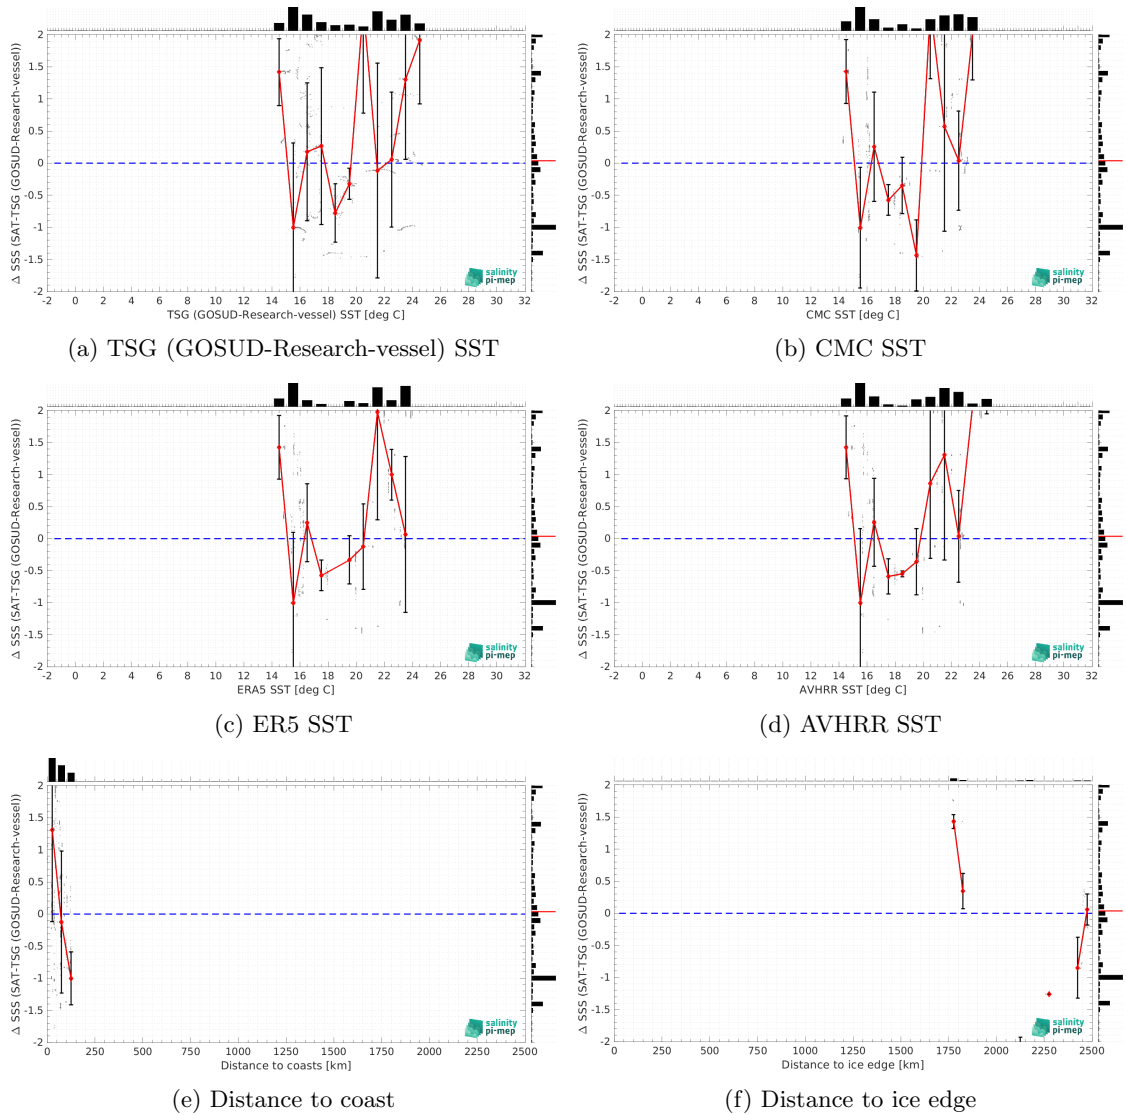 Δ SSS (SAT-TSG (GOSUD-Research-vessel))
2
1.5
1
0.5
0
-0.5
-1
-1.5
-2
-2 0 2 4 6 8 10 12 14 16 18 20 22 24 26 28 30 32
TSG (GOSUD-Research-vessel) SST [deg C]
salinity
pi-mep
(a) TSG (GOSUD-Research-vessel) SST
Δ SSS (SAT-TSG (GOSUD-Research-vessel))
2
1.5
1
0.5
0
-0.5
-1
-1.5
-2
-2 0 2 4 6 8 10 12 14 16 18 20 22 24 26 28 30 32
CMC SST [deg C]
salinity
pi-mep
(b) CMC SST
Δ SSS (SAT-TSG (GOSUD-Research-vessel))
2
1.5
1
0.5
0
-0.5
-1
-1.5
-2
-2 0 2 4 6 8 10 12 14 16 18 20 22 24 26 28 30 32
ERA5 SST [deg C]
salinity
pi-mep
(c) ER5 SST
Δ SSS (SAT-TSG (GOSUD-Research-vessel))
2
1.5
1
0.5
0
-0.5
-1
-1.5
-2
-2 0 2 4 6 8 10 12 14 16 18 20 22 24 26 28 30 32
AVHRR SST [deg C]
salinity
pi-mep
(d) AVHRR SST
Δ SSS (SAT-TSG (GOSUD-Research-vessel))
2
1.5
1
0.5
0
-0.5
-1
-1.5
-2
0 250 500 750 1000 1250 1500 1750 2000 2250 2500
Distance to coasts [km]
salinity
pi-mep
(e) Distance to coast
Δ SSS (SAT-TSG (GOSUD-Research-vessel))
2
1.5
1
0.5
0
-0.5
-1
-1.5
-2
0 250 500 750 1000 1250 1500 1750 2000 2250 2500
Distance to ice edge [km]
salinity
pi-mep
(f) Distance to ice edge